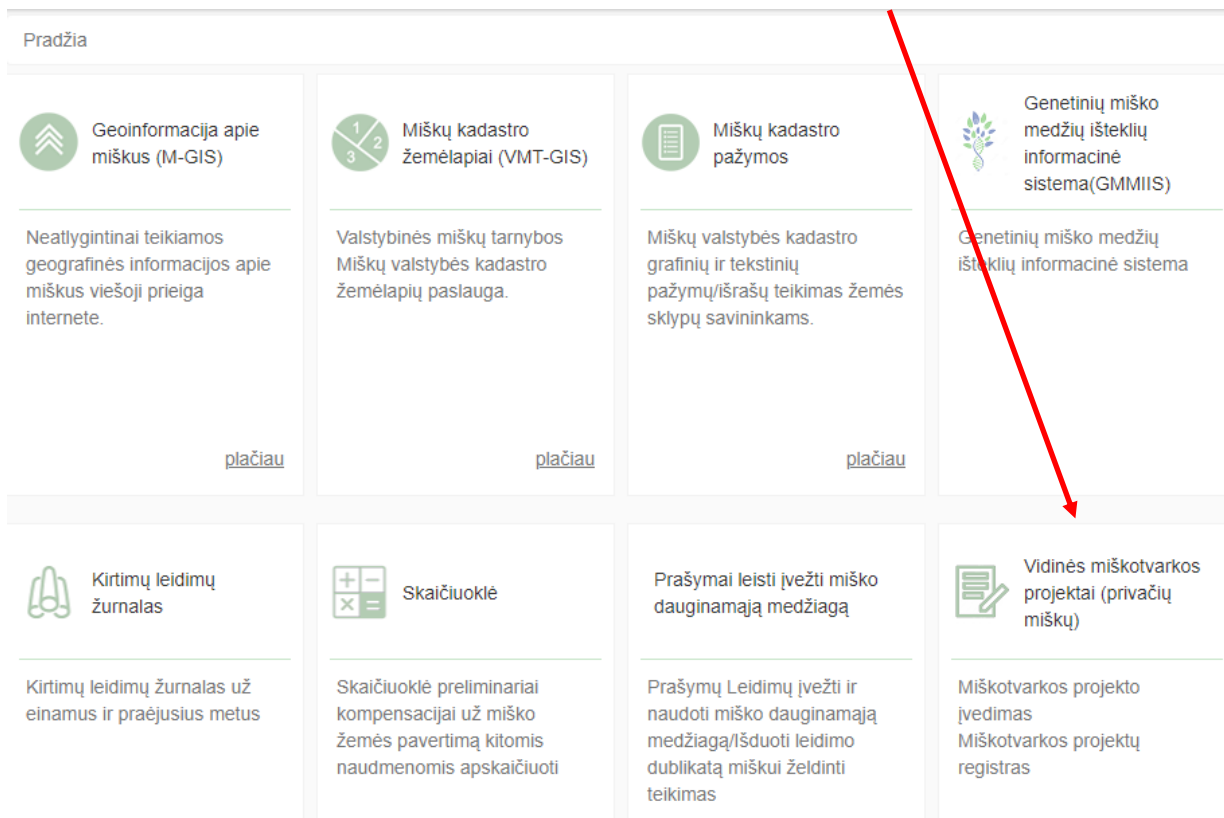 Pradžia
Geoinformacija apie
miškus (M-GIS)
Neatlygintinai teikiamos
geografinės informacijos apie
miškus viešoji prieiga
internete.
plačiau
1
2
3
Miškų kadastro
žemėlapiai (VMT-GIS)
Valstybinės miškų tarnybos
Miškų valstybės kadastro
žemėlapių paslauga.
plačiau
Miškų kadastro
pažymos
Miškų valstybės kadastro
grafinių ir tekstinių
pažymų/išrašų teikimas žemės
sklypų savininkams.
plačiau
Genetinių miško
medžių išteklių
informacinė
sistema(GMMIIS)
Genetinių miško medžių
išteklių informacinė sistema
Kirtimų leidimų
žurnalas
Kirtimų leidimų žurnalas už
einamus ir praėjusius metus
Skaičiuoklė
Skaičiuoklė preliminariai
kompensacijai už miško
žemės pavertimą kitomis
naudmenomis apskaičiuoti
Prašymai leisti įvežti miško
dauginamąją medžiagą
Prašymų Leidimų įvežti ir
naudoti miško dauginamąją
medžiagą/Išduoti leidimo
dublikatą miškui želdinti
teikimas
Vidinės miškotvarkos
projektai (privačių
miškų)
Miškotvarkos projekto
įvedimas
Miškotvarkos projektų
registras